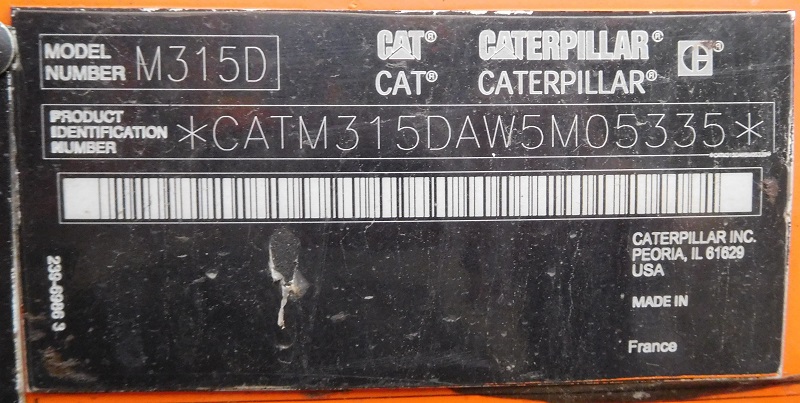 MODEL
NUMBER M315D
CAT® CATERPILLAR®
CAT® CATERPILLAR®
PRODUCT
IDENTIFICATION
NUMBER
*CATM315DAW5M05335*
CATERPILLAR INC.
PEORIA, IL 61629
USA
MADE IN
France
239-6986 3